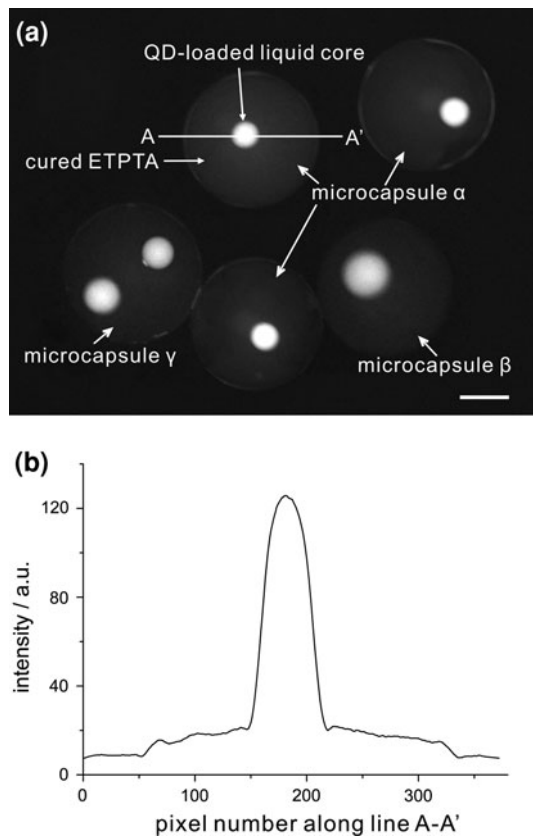 (a)
QD-loaded liquid core
A A'
cured ETPTA
microcapsule α
microcapsule γ
microcapsule β
(b)
120
80
40
0
intensity / a.u.
0 100 200 300
pixel number along line A-A'